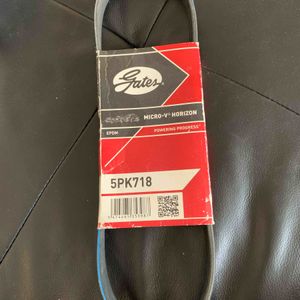 Gates
MICRO-V® HORIZON
EPDM
POWERING PROGRESS™
5PK718